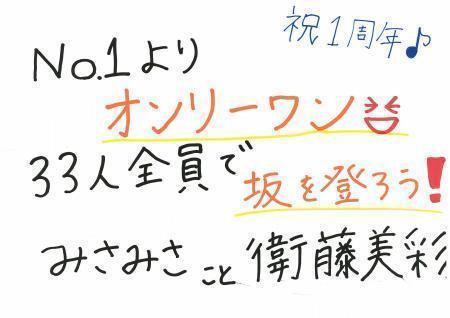 祝1周年♪
No.1より
オンリーワン
33人全員で
坂を登ろう!
みさみさこと衛藤美彩